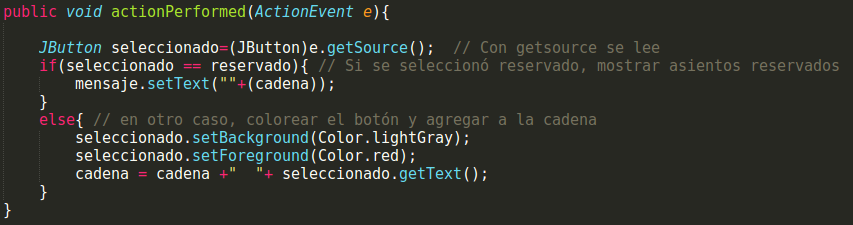 public void actionPerformed(ActionEvent e){
JButton seleccionado=(JButton)e.getSource();  // Con getsource se lee
if(seleccionado == reservado){ // Si se seleccionó reservado, mostrar asientos reservados
mensaje.setText(""+(cadena));
}
else{ // en otro caso, colorear el botón y agregar a la cadena
seleccionado.setBackground(Color.lightGray);
seleccionado.setForeground(Color.red);
cadena = cadena +"  "+ seleccionado.getText();
}
}